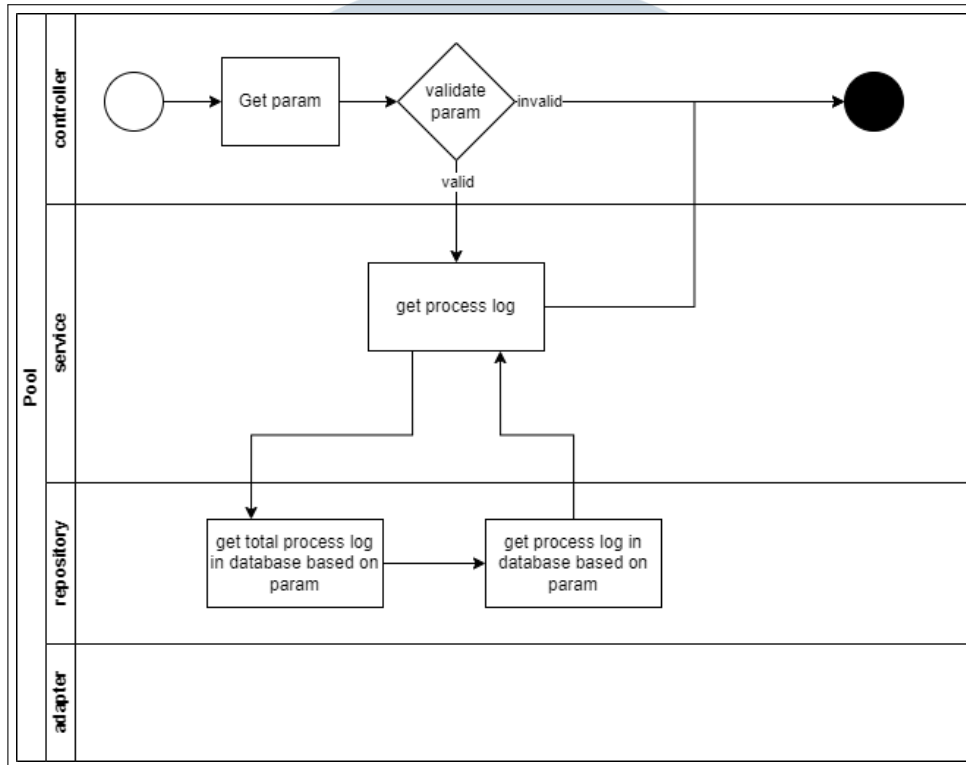 Pool
controller
Get param
validate
param
invalid
valid
service
get process log
repository
get total process log
in database based on
param
get process log in
database based on
param
adapter